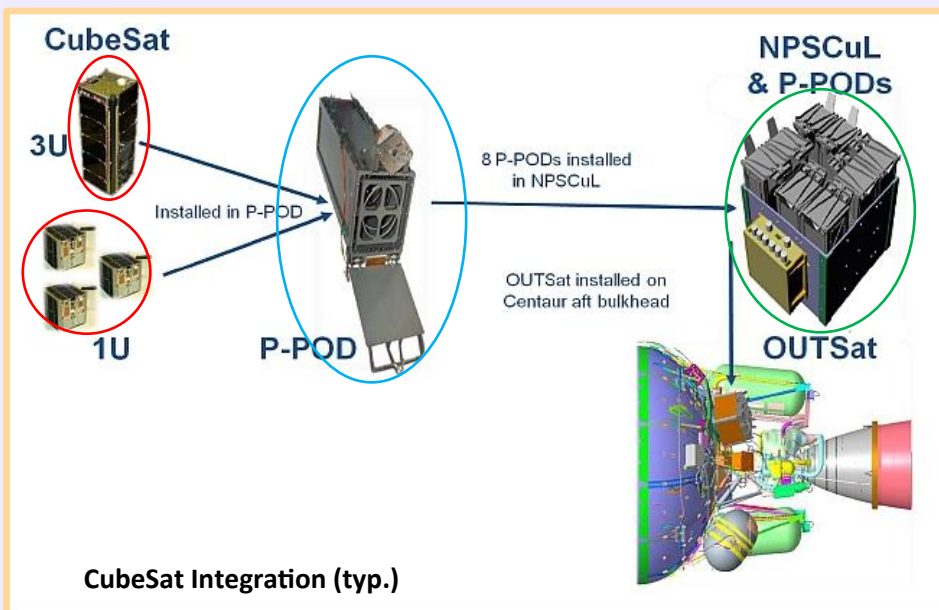 CubeSat
3U
1U
Installed in P-POD
P-POD
8 P-PODs installed
in NPSCuL
NPSCuL
& P-PODs
OUTSat installed on
Centaur aft bulkhead
OUTSat
CubeSat Integration (typ.)